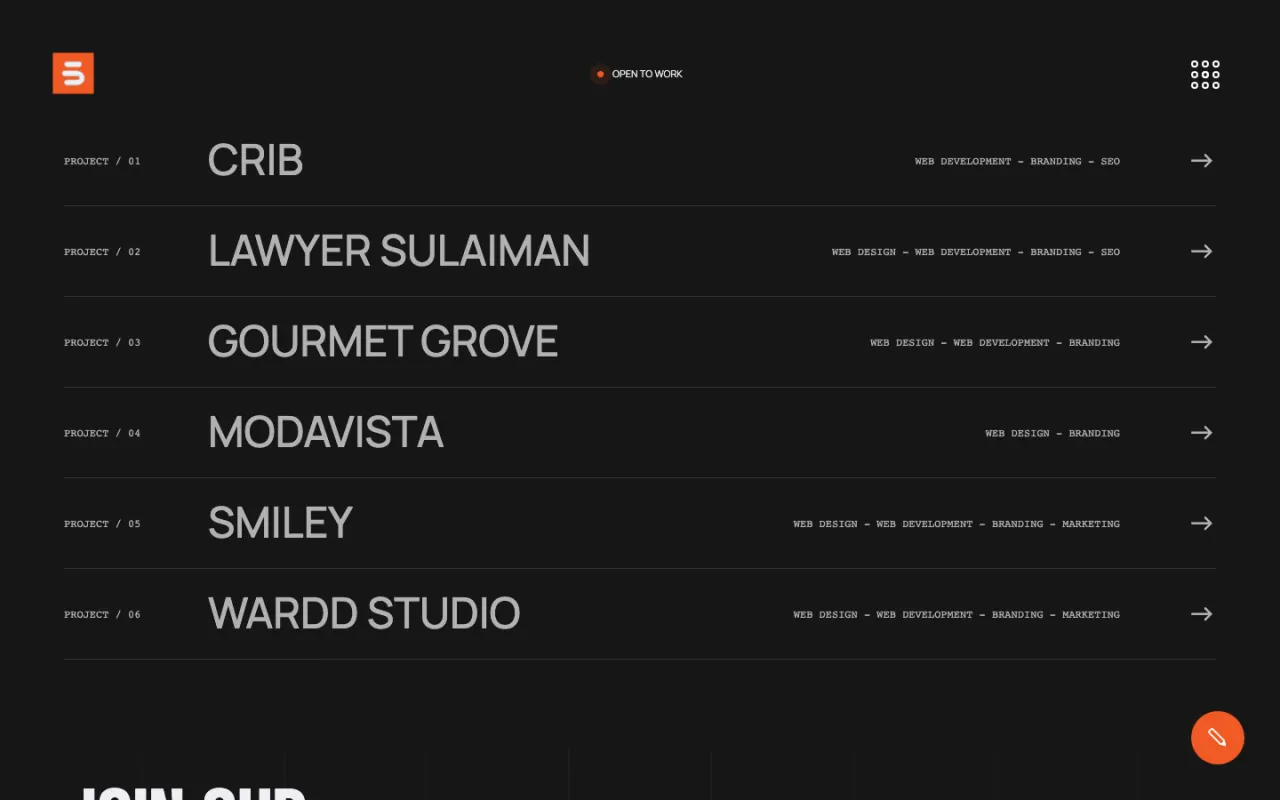 OPEN TO WORK
PROJECT / 01
CRIB
WEB DEVELOPMENT – BRANDING – SEO
PROJECT / 02
LAWYER SULAIMAN
WEB DESIGN – WEB DEVELOPMENT – BRANDING – SEO
PROJECT / 03
GOURMET GROVE
WEB DESIGN – WEB DEVELOPMENT – BRANDING
PROJECT / 04
MODAVISTA
WEB DESIGN – BRANDING
PROJECT / 05
SMILEY
WEB DESIGN – WEB DEVELOPMENT – BRANDING – MARKETING
PROJECT / 06
WARDD STUDIO
WEB DESIGN – WEB DEVELOPMENT – BRANDING – MARKETING
JOIN OUR